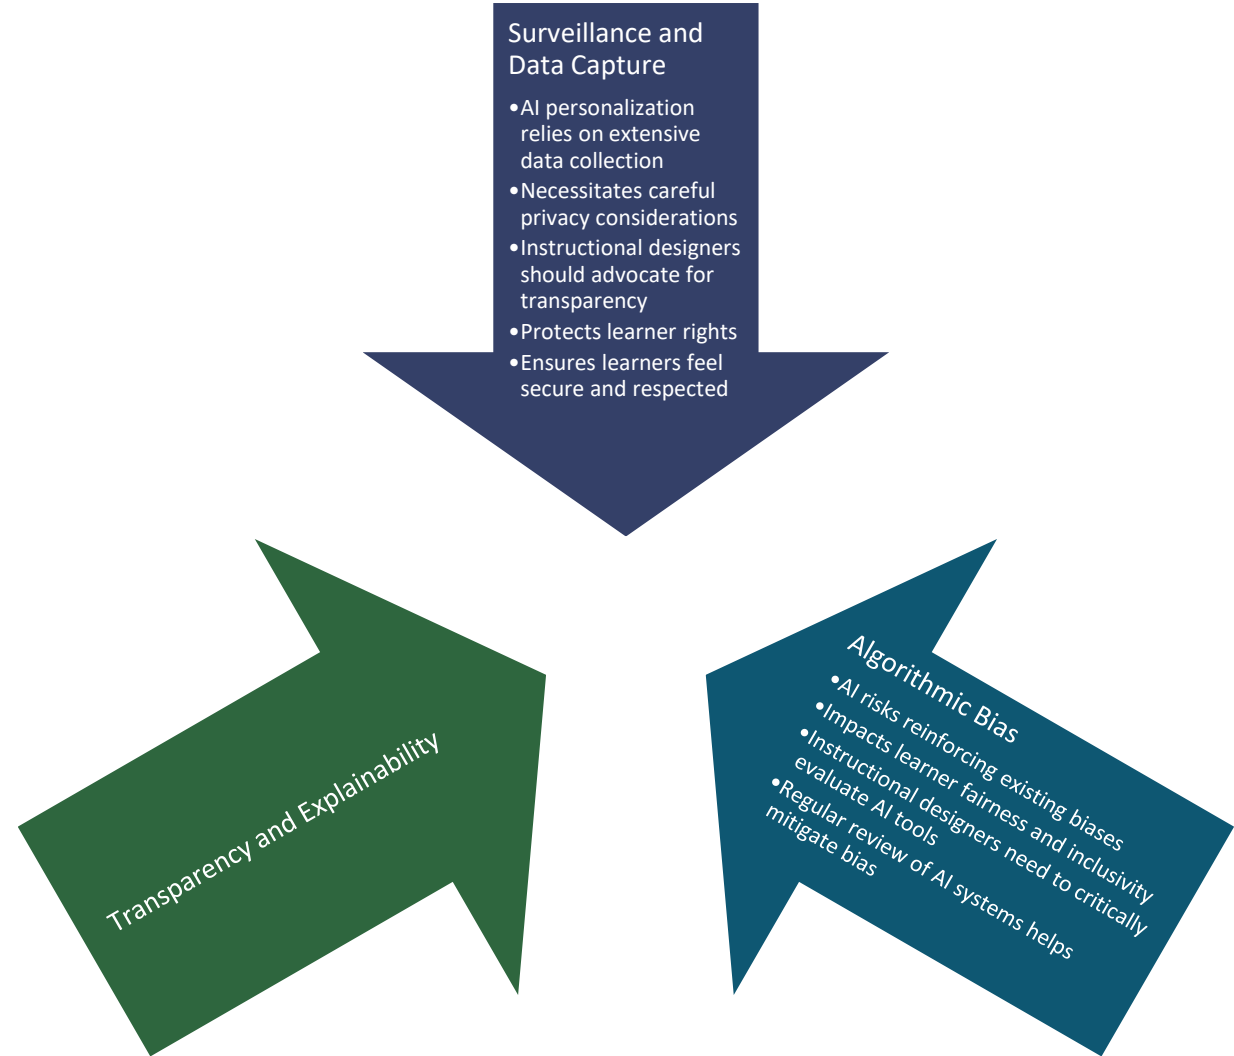 Surveillance and
Data Capture
•AI personalization
relies on extensive
data collection
•Necessitates careful
privacy considerations
•Instructional designers
should advocate for
transparency
•Protects learner rights
•Ensures learners feel
secure and respected
Transparency and Explainability
Algorithmic Bias
•AI risks reinforcing existing biases
•Impacts learner fairness and inclusivity
•Instructional designers need to critically
evaluate AI tools
•Regular review of AI systems helps
mitigate bias